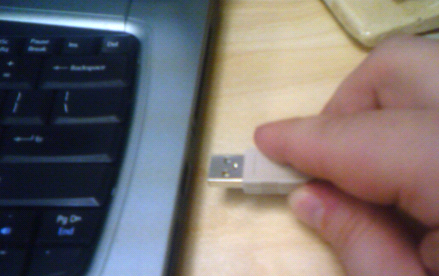 Pause
Break
Ins
Del
Backspace
Pg Dn
End